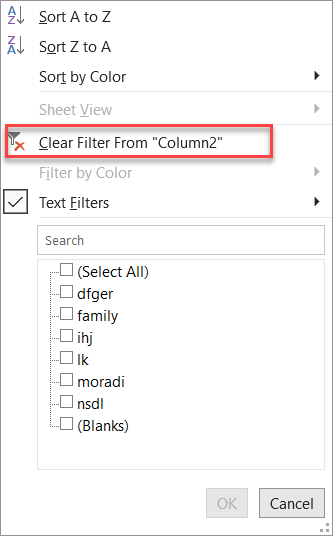 Sort A to Z
Sort Z to A
Sort by Color
Sheet View
Clear Filter From "Column2"
Filter by Color
Text Filters
Search
(Select All)
dfger
family
ihj
lk
moradi
nsdl
(Blanks)
OK
Cancel